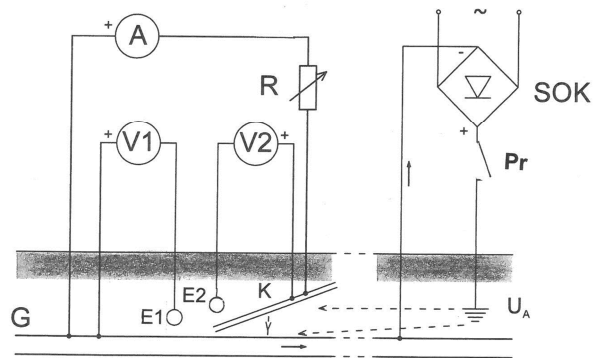 ~
+ A
-
R
SOK
+ V1
V2 +
+
Pr
E1
E2
K
G
U_A